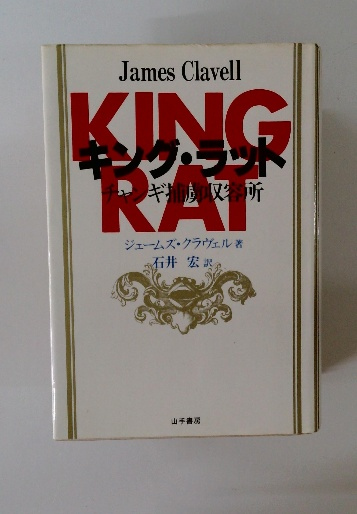 James Clavell
KING
キング・ラット
チャンギ捕虜収容所
RAT
ジェームズ・クラヴェル 著
石井 宏 訳
山手書房